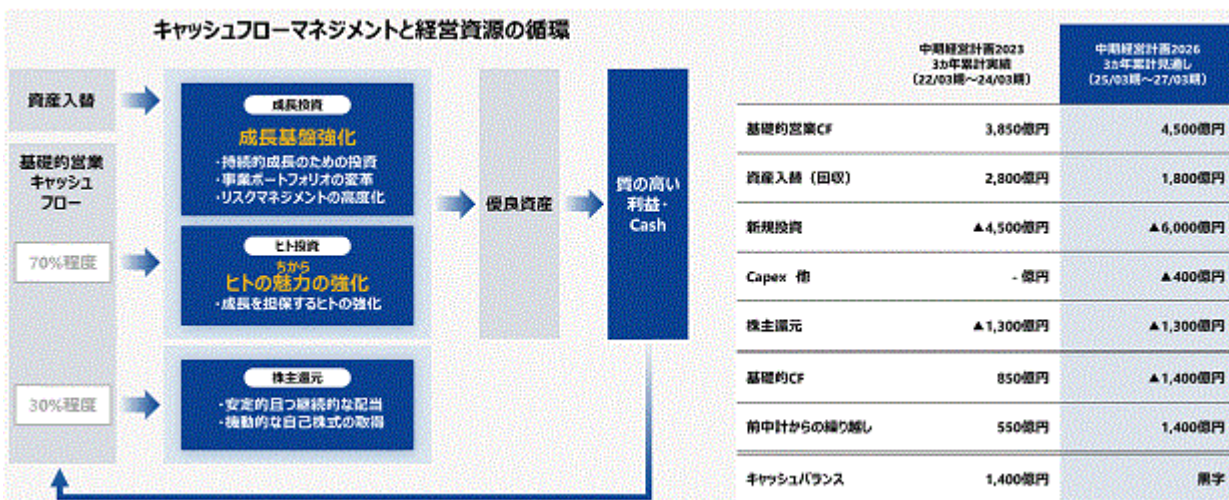 キャッシュフローマネジメントと経営資源の循環
資産入替
基礎的営業
キャッシュ
フロー
70%程度
30%程度
成長投資
成長基盤強化
・持続的成長のための投資
・事業ポートフォリオの変革
・リスクマネジメントの高度化
ヒト投資
ちから
ヒトの魅力の強化
・成長を担保するヒトの強化
株主還元
・安定的且つ継続的な配当
・機動的な自己株式の取得
優良資産
質の高い
利益・
Cash
中期経営計画2023
3カ年累計実績
(22/03期~24/03期)
中期経営計画2026
3カ年累計見通し
(25/03期~27/03期)
基礎的営業CF 3,850億円 4,500億円
資産入替(回収) 2,800億円 1,800億円
新規投資 ▲4,500億円 ▲6,000億円
Capex 他 - 億円 ▲400億円
株主還元 ▲1,300億円 ▲1,300億円
基礎的CF 850億円 ▲1,400億円
前中計からの繰り越し 550億円 1,400億円
キャッシュバランス 1,400億円 黒字